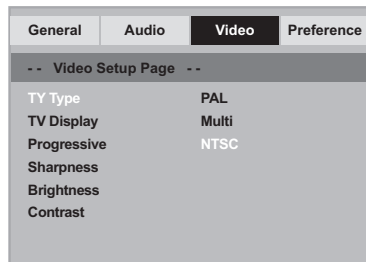 General Audio Video Preference
- - Video Setup Page - -
TY Type PAL
TV Display Multi
Progressive NTSC
Sharpness
Brightness
Contrast